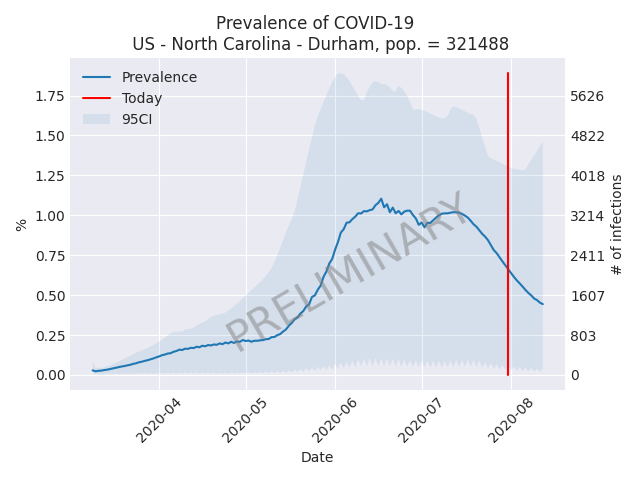 Prevalence of COVID-19
US - North Carolina - Durham, pop. = 321488
Prevalence
Today
95CI
%
1.75
1.50
1.25
1.00
0.75
0.50
0.25
0.00
5626
4822
4018
3214
2411
1607
803
0
# of infections
PRELIMINARY
2020-04
2020-05
2020-06
2020-07
2020-08
Date